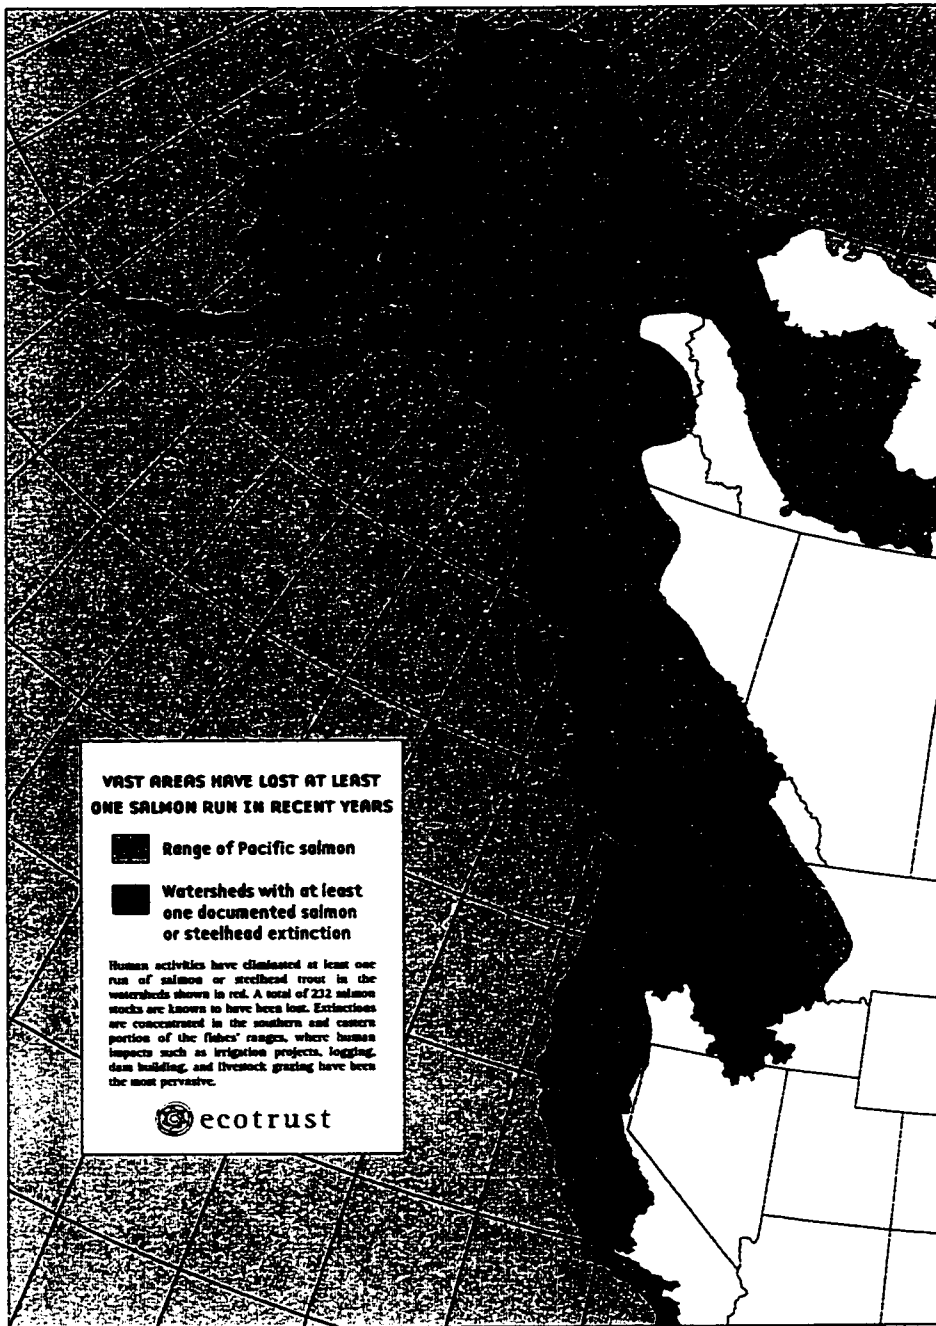 VAST AREAS HAVE LOST AT LEAST
ONE SALMON RUN IN RECENT YEARS
Range of Pacific salmon
Watersheds with at least
one documented salmon
or steelhead extinction
Human activities have eliminated at least one
run of salmon or steelhead trout in the
watersheds shown in red. A total of 232 salmon
stocks are known to have been lost. Extinctions
are concentrated in the southern and eastern
portion of the fishes' ranges, where human
impacts such as irrigation projects, logging,
dam building, and livestock grazing have been
the most pervasive.
ecotrust